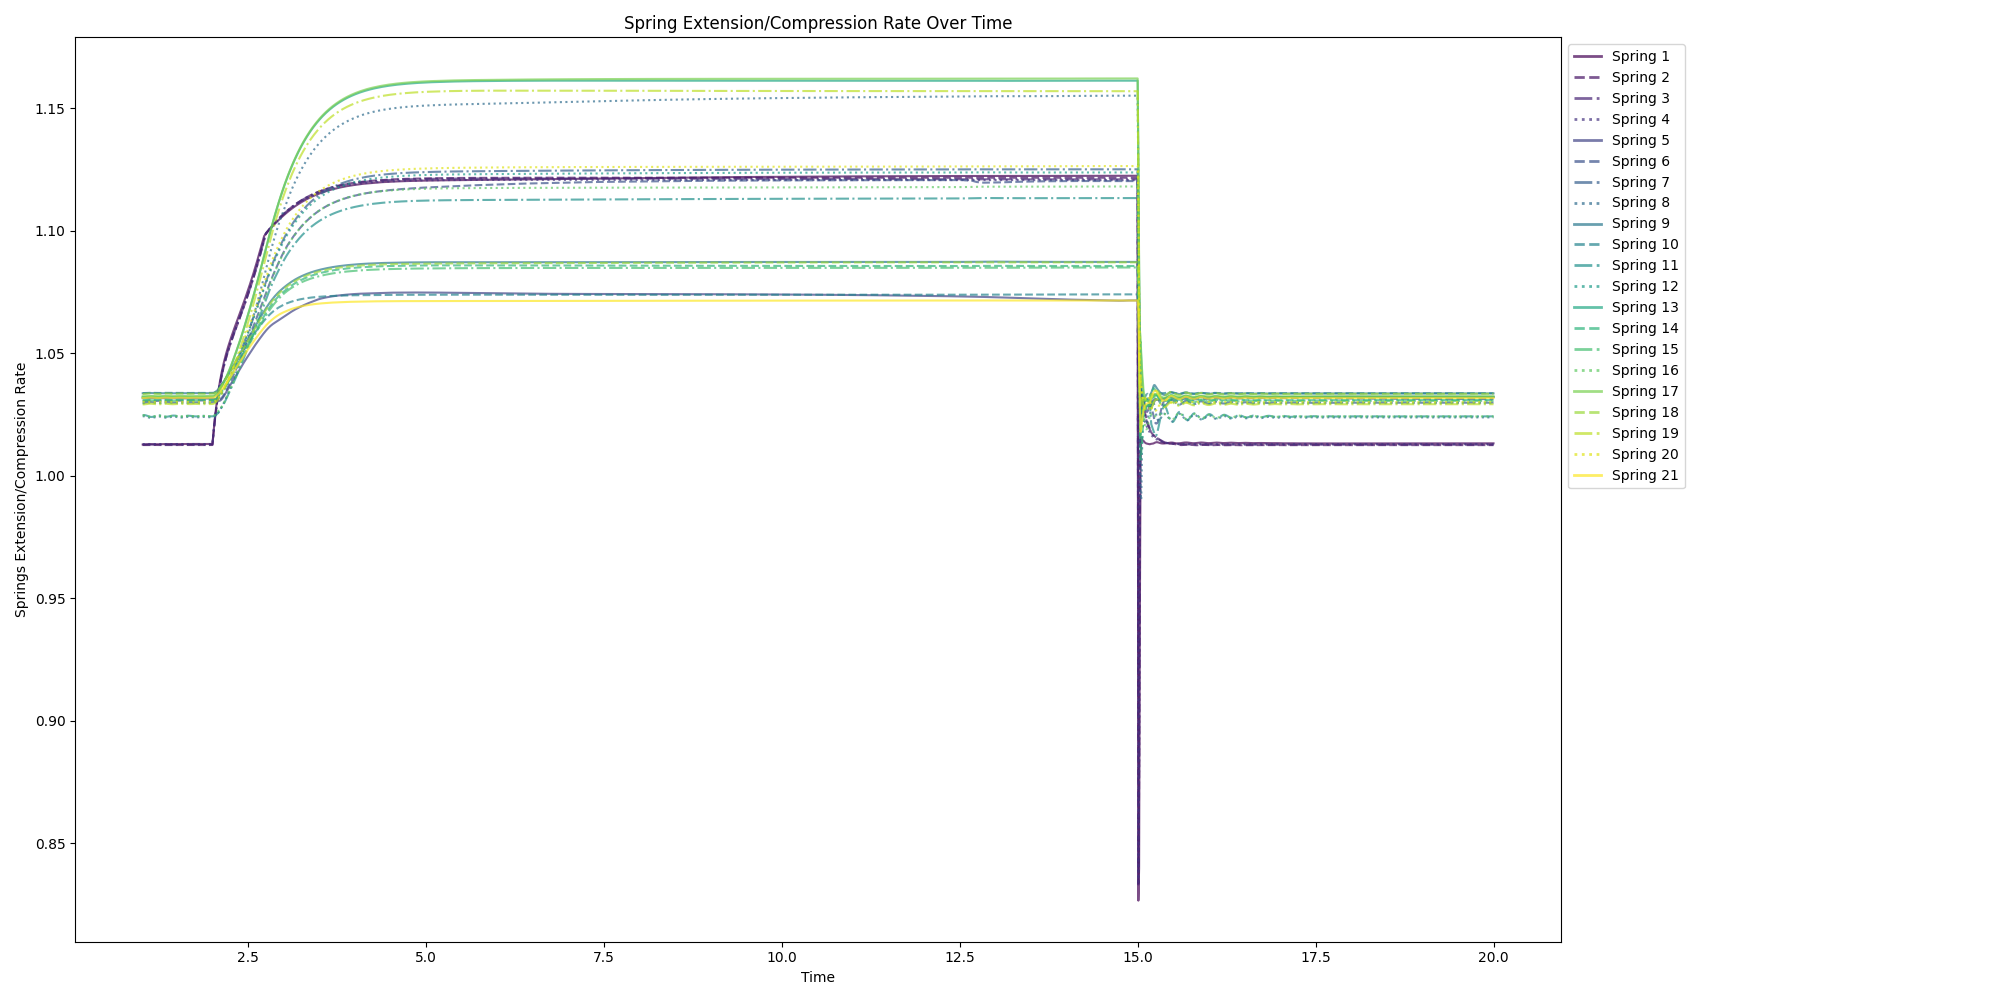 Spring Extension/Compression Rate Over Time
Springs Extension/Compression Rate
1.15
1.10
1.05
1.00
0.95
0.90
0.85
2.5
5.0
7.5
10.0
12.5
15.0
17.5
20.0
Time
Spring 1
Spring 2
Spring 3
Spring 4
Spring 5
Spring 6
Spring 7
Spring 8
Spring 9
Spring 10
Spring 11
Spring 12
Spring 13
Spring 14
Spring 15
Spring 16
Spring 17
Spring 18
Spring 19
Spring 20
Spring 21